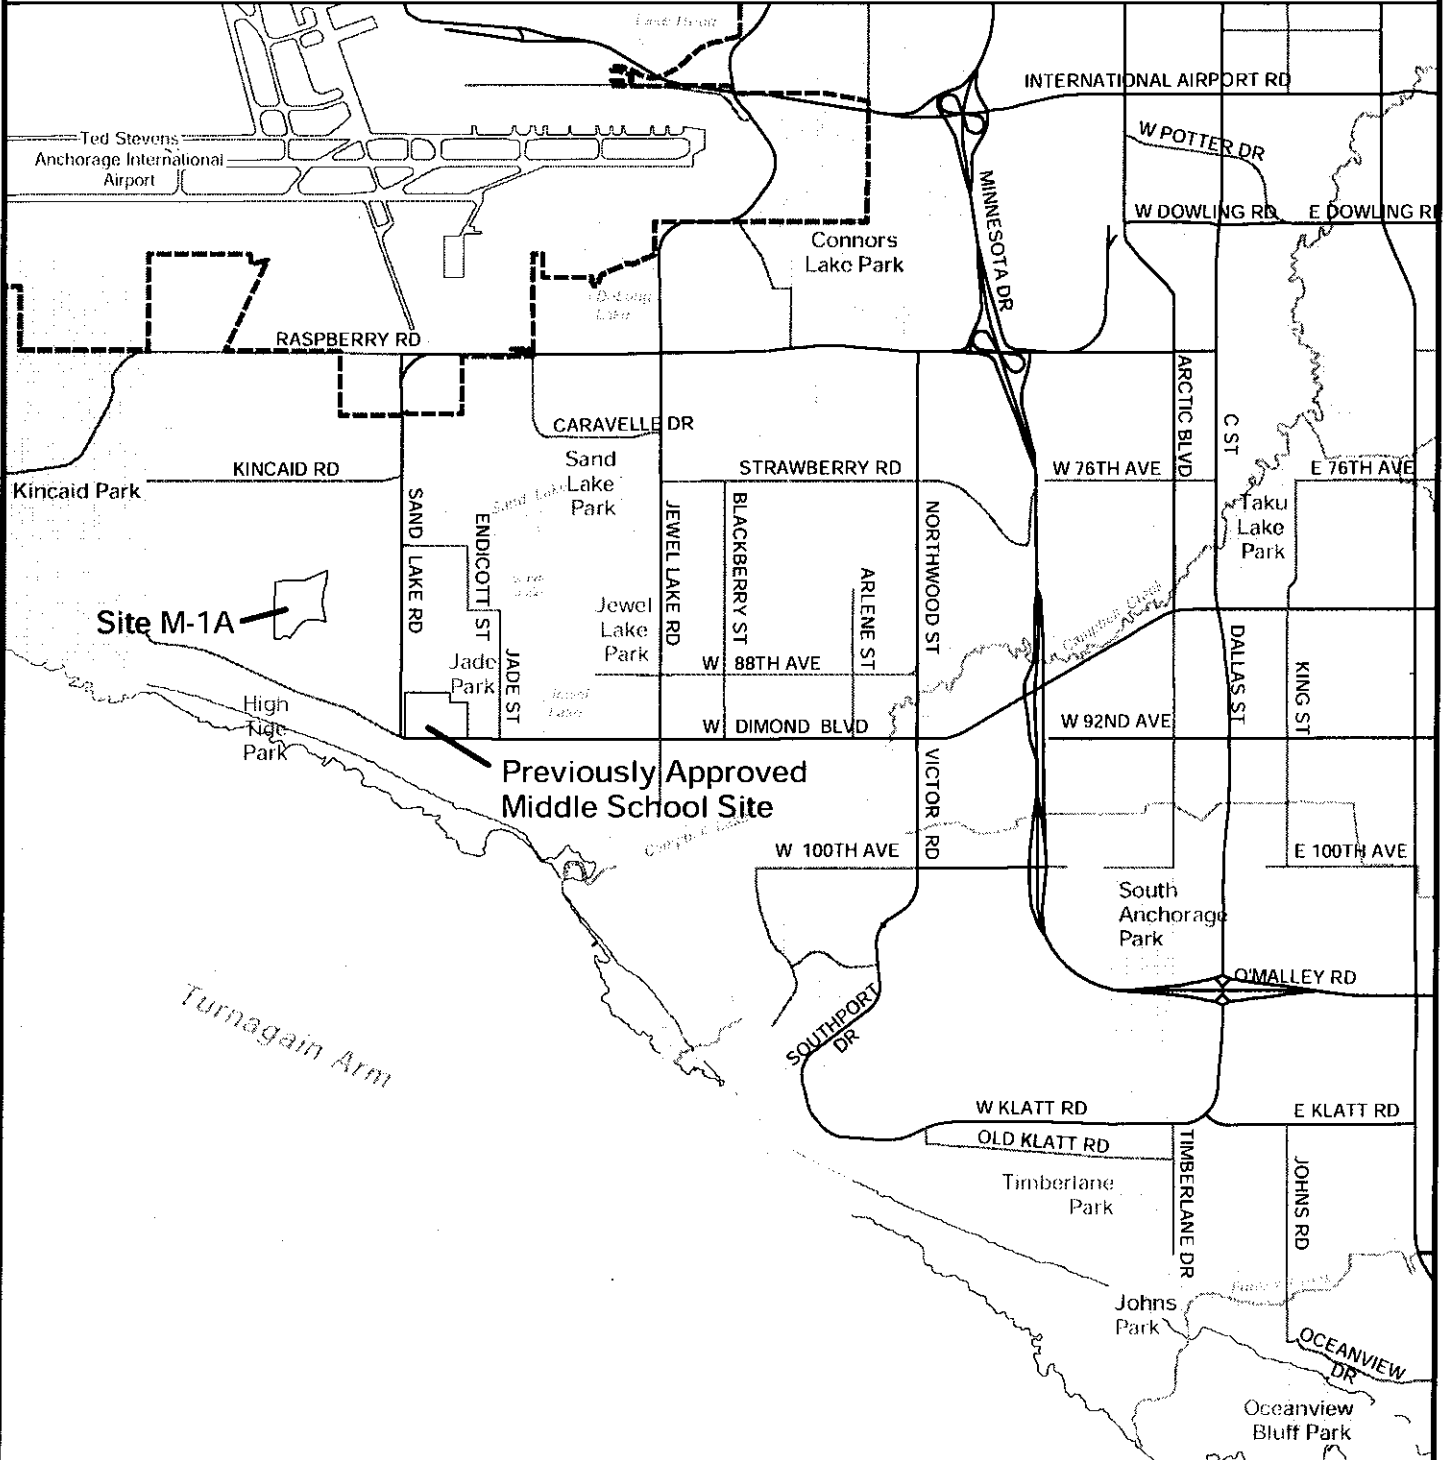 INTERNATIONAL AIRPORT RD
Ted Stevens
Anchorage International
Airport
W POTTER DR
MINNESOTA DR
W DOWLING RD
E DOWLING RD
Connors
Lake Park
RASPBERRY RD
ARCTIC BLVD
C ST
CARAVELLE DR
KINCAID RD
Sand
Lake
Park
STRAWBERRY RD
W 76TH AVE
E 76TH AVE
Kincaid Park
Sand Lake
SAND LAKE RD
ENDICOTT ST
JEWEL LAKE RD
BLACKBERRY ST
NORTHWOOD ST
Taku
Lake
Park
ARLENE ST
Site M-1A
Jewel
Lake
Park
Campbell Creek
DALLAS ST
KING ST
Jade
Park
JADE ST
W 88TH AVE
Jewel
Lake
High
Tide
Park
W DIMOND BLVD
W 92ND AVE
Previously Approved
Middle School Site
VICTOR RD
W 100TH AVE
E 100TH AVE
South
Anchorage
Park
O'MALLEY RD
Turnagain Arm
SOUTHPORT
DR
W KLATT RD
E KLATT RD
OLD KLATT RD
TIMBERLANE DR
JOHNS RD
Timberlane
Park
Johns
Park
OCEANVIEW
DR
Oceanview
Bluff Park